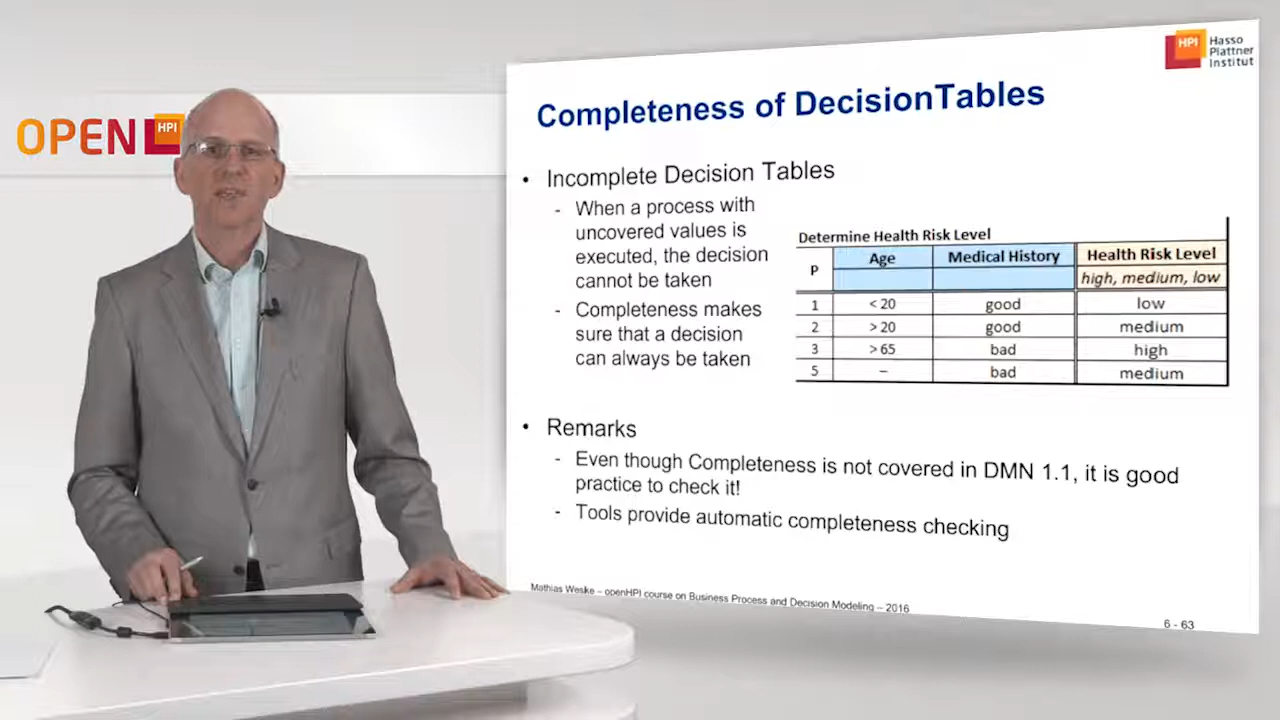 OPEN HPI
HPI Hasso
Plattner
Institut
Completeness of DecisionTables
• Incomplete Decision Tables
- When a process with
uncovered values is
executed, the decision
cannot be taken
- Completeness makes
sure that a decision
can always be taken
Determine Health Risk Level
P Age Medical History Health Risk Level
high, medium, low
1 < 20 good low
2 > 20 good medium
3 > 65 bad high
5 – bad medium
• Remarks
- Even though Completeness is not covered in DMN 1.1, it is good
practice to check it!
- Tools provide automatic completeness checking
Mathias Weske – openHPI course on Business Process and Decision Modeling – 2016
6 - 63